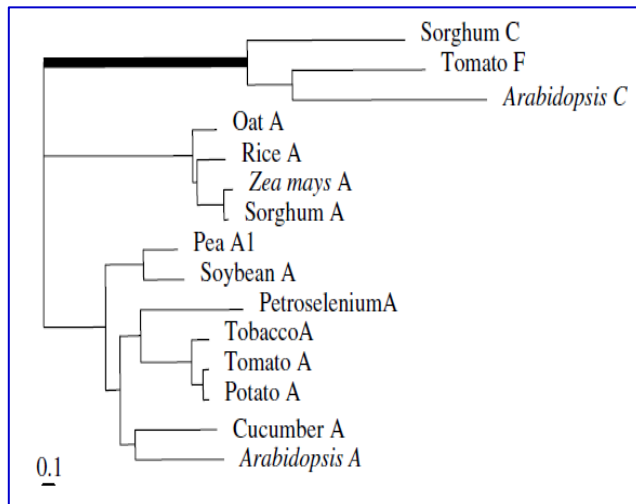 Sorghum C
Tomato F
Arabidopsis C
Oat A
Rice A
Zea mays A
Sorghum A
Pea A1
Soybean A
PetroseleniumA
TobaccoA
Tomato A
Potato A
Cucumber A
Arabidopsis A
0.1